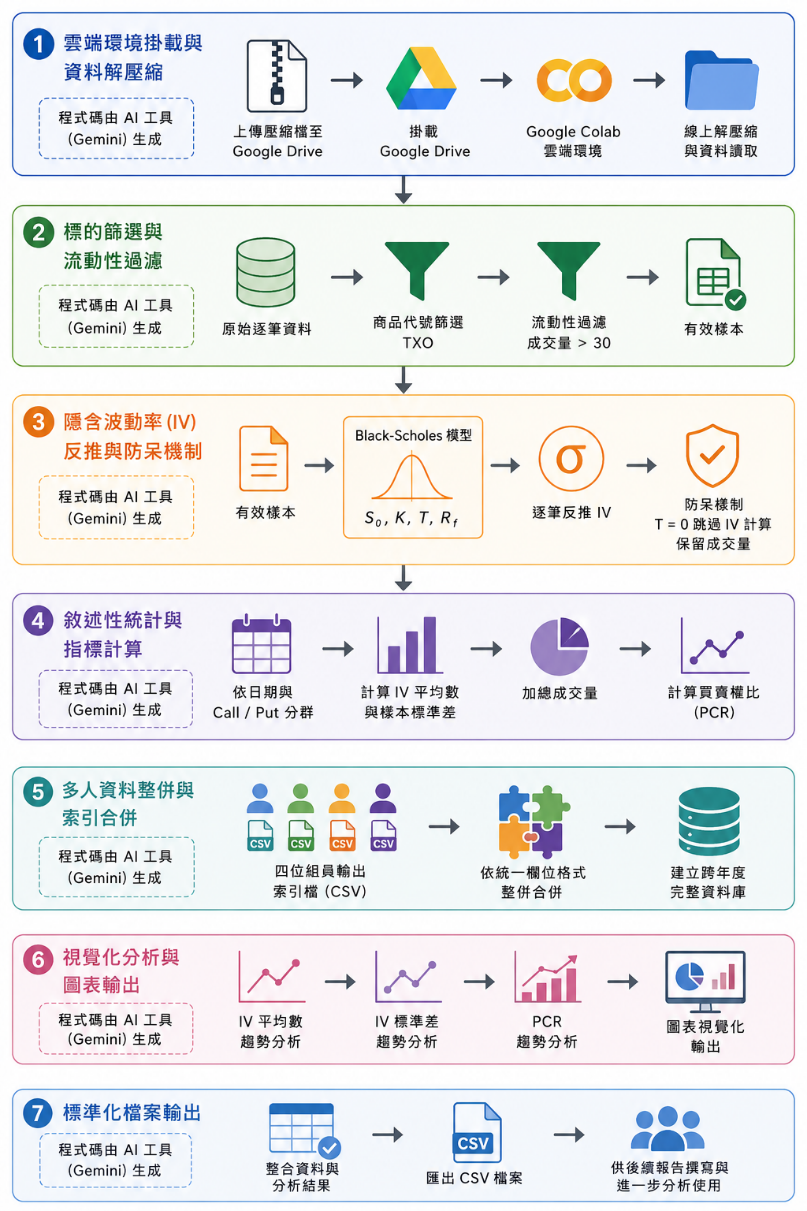 1 雲端環境掛載與
資料解壓縮
程式碼由 AI 工具
(Gemini) 生成
上傳壓縮檔至
Google Drive
掛載
Google Drive
Google Colab
雲端環境
線上解壓縮
與資料讀取
2 標的篩選與
流動性過濾
程式碼由 AI 工具
(Gemini) 生成
原始逐筆資料
商品代號篩選
TXO
流動性過濾
成交量 > 30
有效樣本
3 隱含波動率 (IV)
反推與防呆機制
程式碼由 AI 工具
(Gemini) 生成
有效樣本
Black-Scholes 模型
S₀, K, T, R_f
σ
逐筆反推 IV
防呆機制
T = 0 跳過 IV 計算
保留成交量
4 敘述性統計與
指標計算
程式碼由 AI 工具
(Gemini) 生成
依日期與
Call / Put 分群
計算 IV 平均數
與樣本標準差
加總成交量
計算買賣權比
(PCR)
5 多人資料整併與
索引合併
程式碼由 AI 工具
(Gemini) 生成
CSV
CSV
CSV
CSV
四位組員輸出
索引檔 (CSV)
依統一欄位格式
整併合併
建立跨年度
完整資料庫
6 視覺化分析與
圖表輸出
程式碼由 AI 工具
(Gemini) 生成
IV 平均數
趨勢分析
IV 標準差
趨勢分析
PCR
趨勢分析
圖表視覺化
輸出
7 標準化檔案輸出
程式碼由 AI 工具
(Gemini) 生成
整合資料與
分析結果
CSV
匯出 CSV 檔案
供後續報告撰寫與
進一步分析使用